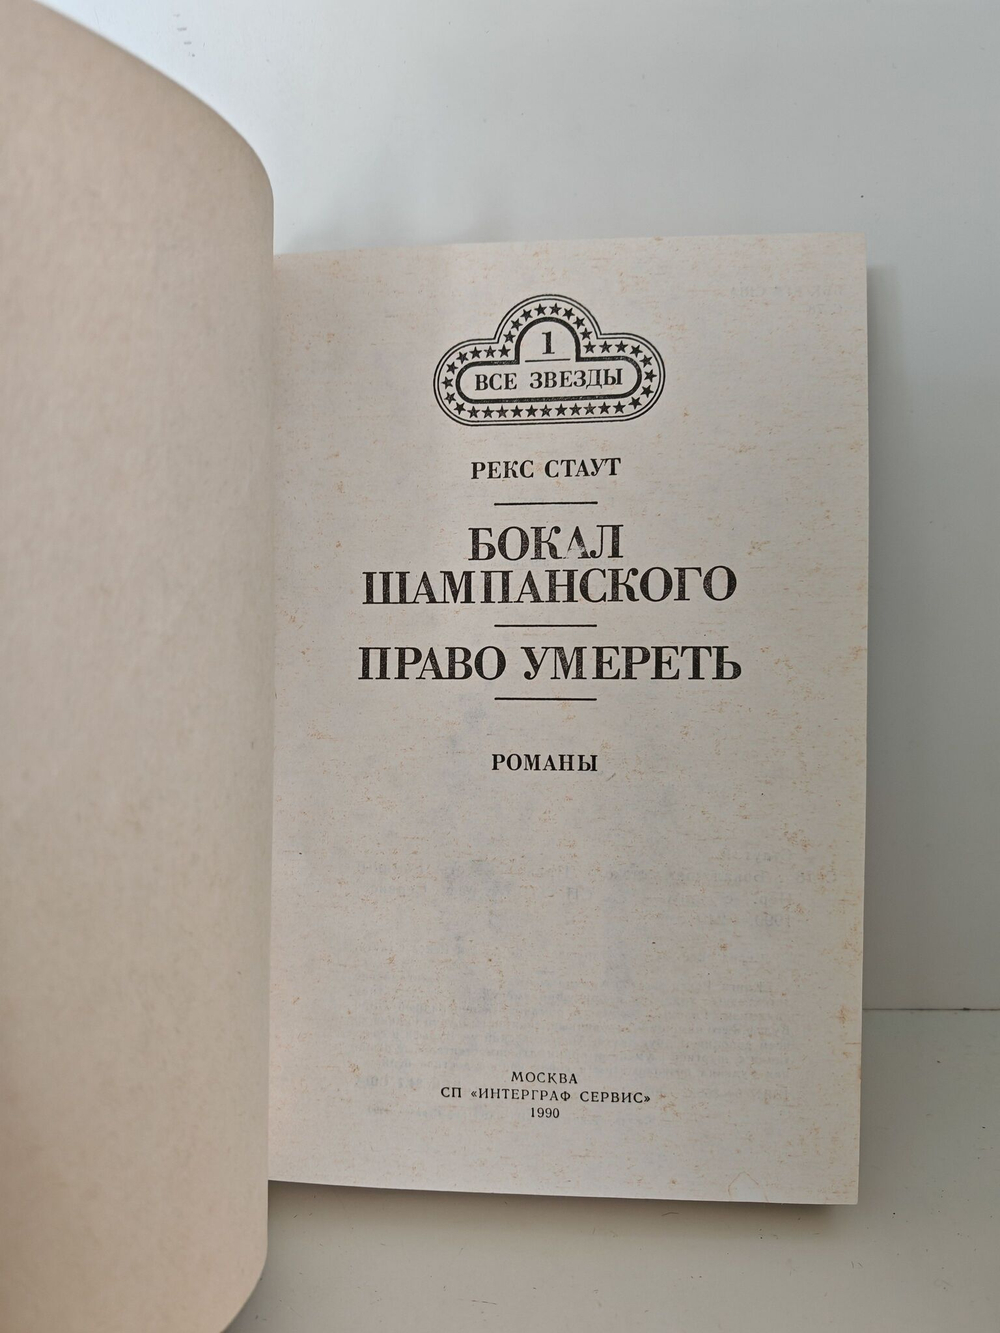 1
ВСЕ ЗВЕЗДЫ
РЕКС СТАУТ
БОКАЛ
ШАМПАНСКОГО
ПРАВО УМЕРЕТЬ
РОМАНЫ
МОСКВА
СП «ИНТЕРГРАФ СЕРВИС»
1990